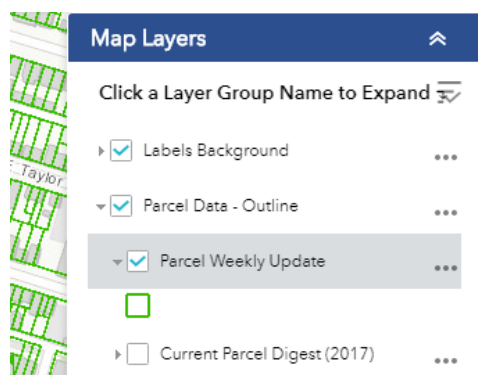 Map Layers
Click a Layer Group Name to Expand
Labels Background
Taylor
Parcel Data - Outline
Parcel Weekly Update
Current Parcel Digest (2017)